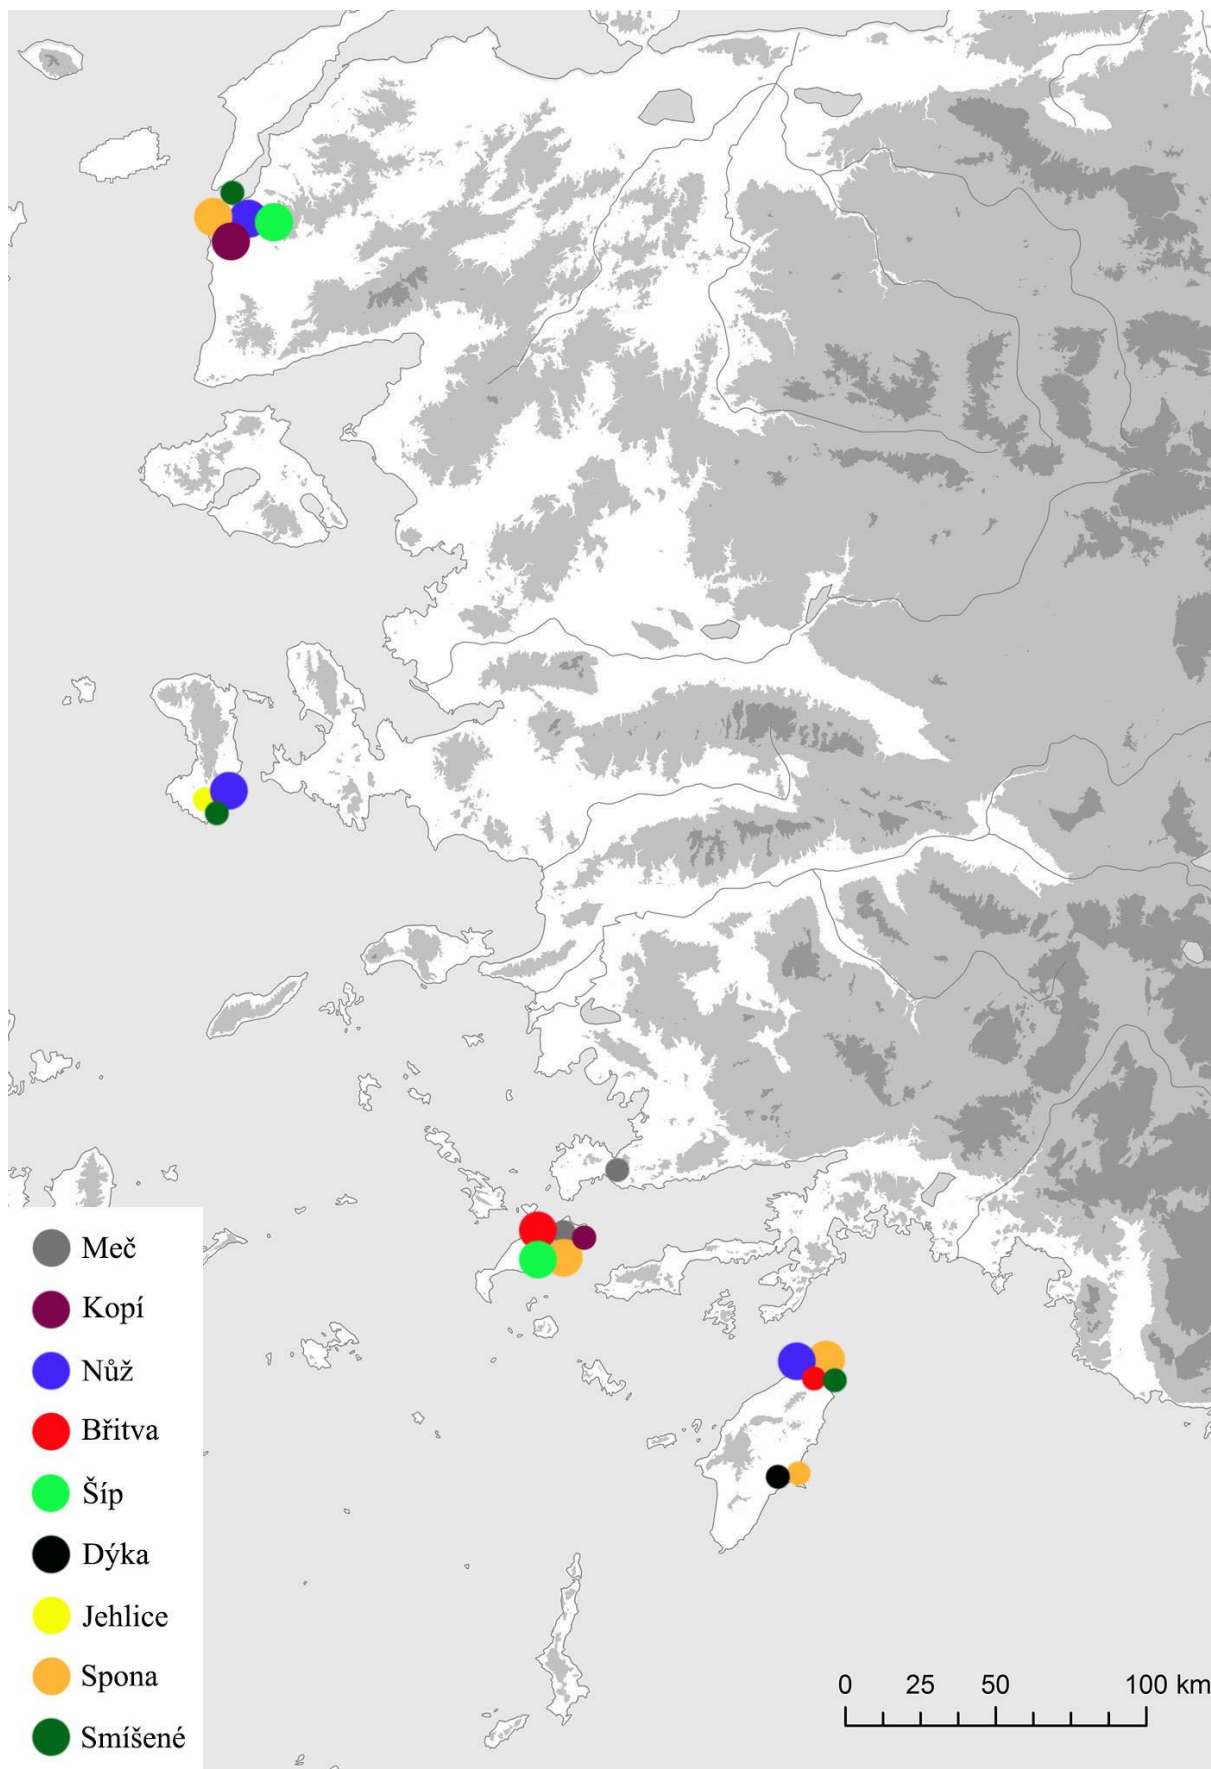 Meč
Kopí
Nůž
Břitva
Šíp
Dýka
Jehlice
Spona
Smíšené
0 25 50 100 km